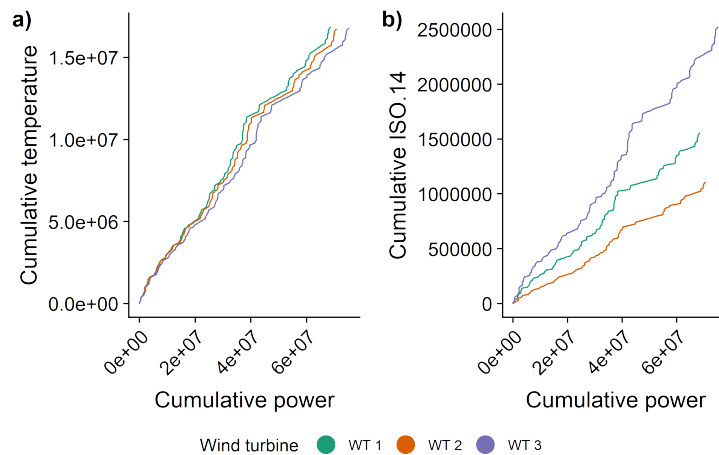 a)
Cumulative temperature
1.5e+07
1.0e+07
5.0e+06
0.0e+00
0e+00
2e+07
4e+07
6e+07
Cumulative power
b)
Cumulative ISO.14
2500000
2000000
1500000
1000000
500000
0
0e+00
2e+07
4e+07
6e+07
Cumulative power
Wind turbine WT 1 WT 2 WT 3